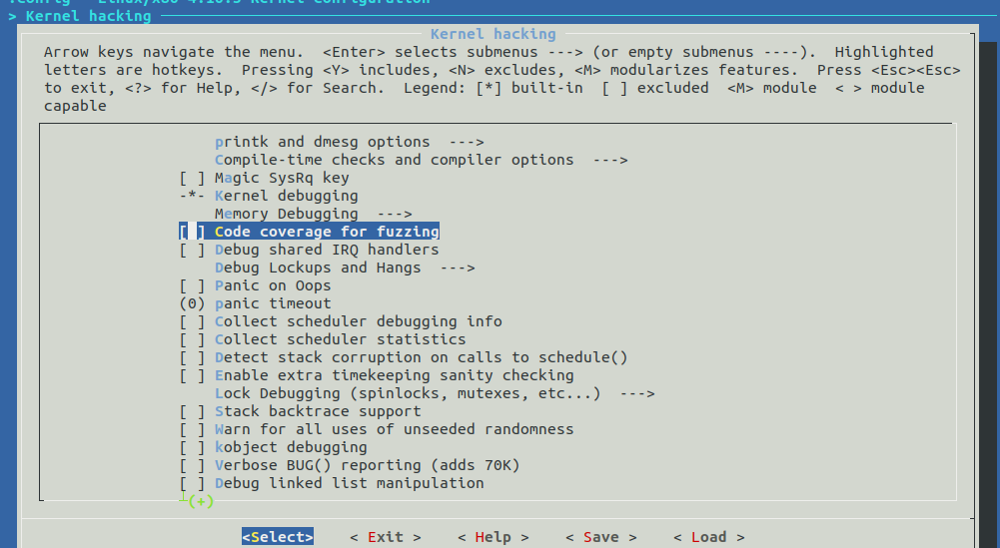 > Kernel hacking
Kernel hacking
Arrow keys navigate the menu.  <Enter> selects submenus ---> (or empty submenus ----).  Highlighted
letters are hotkeys.  Pressing <Y> includes, <N> excludes, <M> modularizes features.  Press <Esc><Esc>
to exit, <?> for Help, </> for Search.  Legend: [*] built-in  [ ] excluded  <M> module  < > module
capable
printk and dmesg options  --->
Compile-time checks and compiler options  --->
[ ] Magic SysRq key
-*- Kernel debugging
Memory Debugging  --->
[ ] Code coverage for fuzzing
[ ] Debug shared IRQ handlers
Debug Lockups and Hangs  --->
[ ] Panic on Oops
(0) panic timeout
[ ] Collect scheduler debugging info
[ ] Collect scheduler statistics
[ ] Detect stack corruption on calls to schedule()
[ ] Enable extra timekeeping sanity checking
Lock Debugging (spinlocks, mutexes, etc...)  --->
[ ] Stack backtrace support
[ ] Warn for all uses of unseeded randomness
[ ] kobject debugging
[ ] Verbose BUG() reporting (adds 70K)
[ ] Debug linked list manipulation
(+)
<Select>    < Exit >    < Help >    < Save >    < Load >